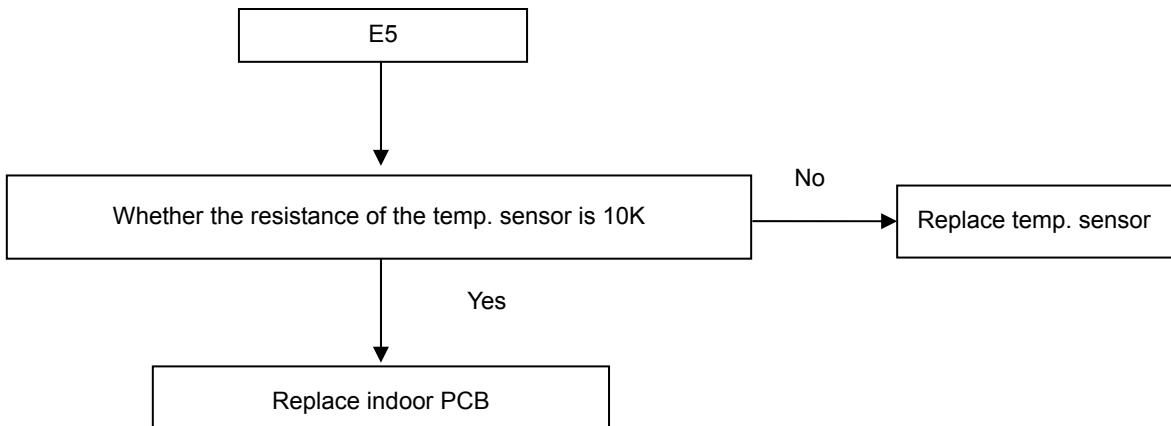 E5
No
Whether the resistance of the temp. sensor is 10K
Replace temp. sensor
Yes
Replace indoor PCB